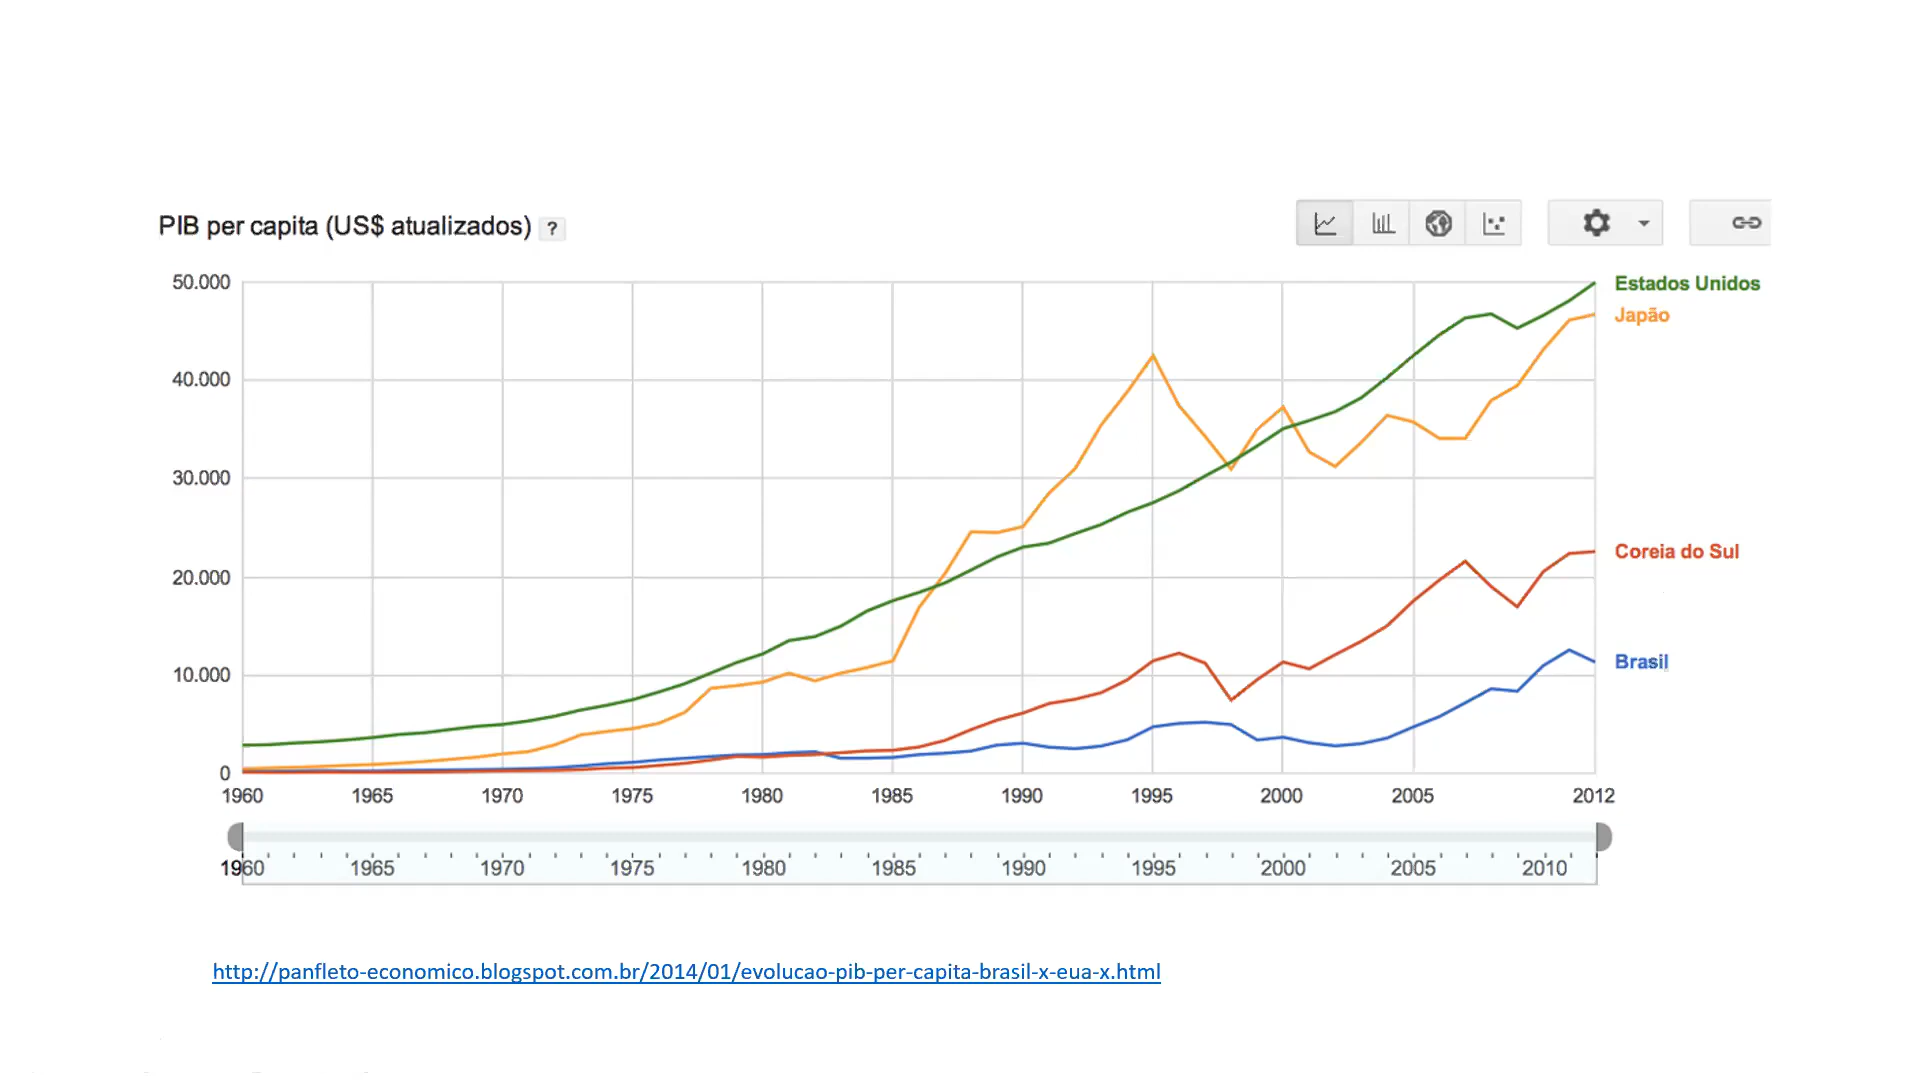 PIB per capita (US$ atualizados) ?
50.000
40.000
30.000
20.000
10.000
0
Estados Unidos
Japão
Coreia do Sul
Brasil
1960 1965 1970 1975 1980 1985 1990 1995 2000 2005 2012
1960 1965 1970 1975 1980 1985 1990 1995 2000 2005 2010
http://panfleto-economico.blogspot.com.br/2014/01/evolucao-pib-per-capita-brasil-x-eua-x.html